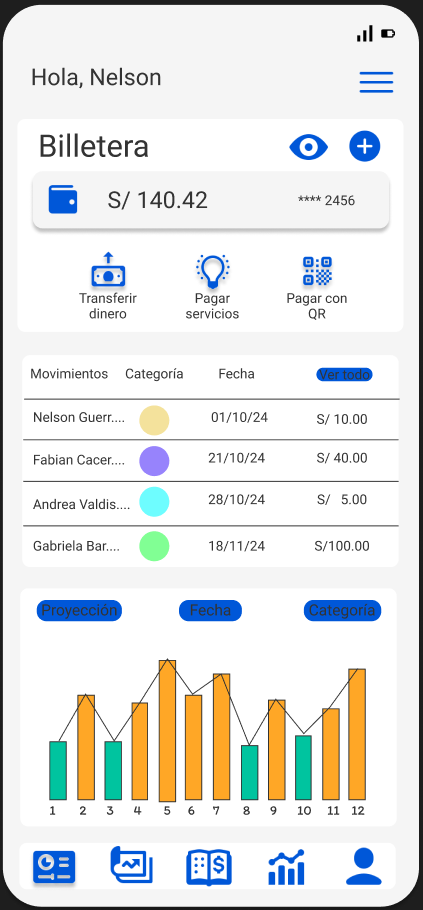 Hola, Nelson
Billetera
S/ 140.42 **** 2456
Transferir dinero
Pagar servicios
Pagar con QR
Movimientos Categoría Fecha Ver todo
Nelson Guerr.... 01/10/24 S/ 10.00
Fabian Cacer.... 21/10/24 S/ 40.00
Andrea Valdis.... 28/10/24 S/ 5.00
Gabriela Bar.... 18/11/24 S/100.00
Proyección Fecha Categoría
1 2 3 4 5 6 7 8 9 10 11 12
$